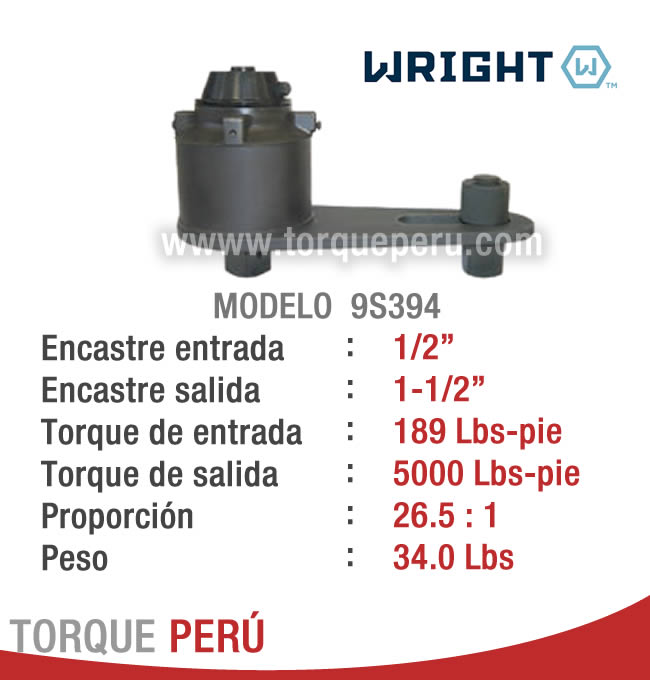 WRIGHT W TM
www.torqueperu.com
MODELO 9S394
Encastre entrada : 1/2”
Encastre salida : 1-1/2”
Torque de entrada : 189 Lbs-pie
Torque de salida : 5000 Lbs-pie
Proporción : 26.5 : 1
Peso : 34.0 Lbs
TORQUE PERÚ